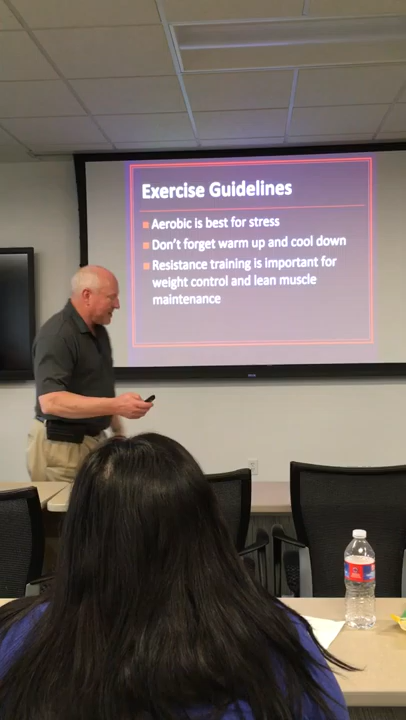 Exercise Guidelines
Aerobic is best for stress
Don't forget warm up and cool down
Resistance training is important for
weight control and lean muscle
maintenance